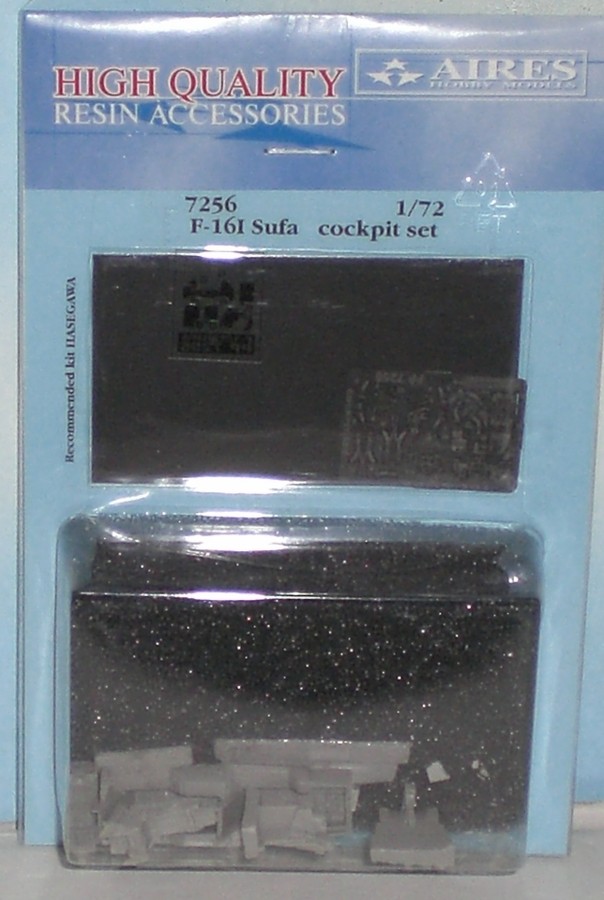 HIGH QUALITY
RESIN ACCESSORIES
AIRES
HOBBY MODELS
7256 1/72
F-16I Sufa cockpit set
Recommended kit HASEGAWA